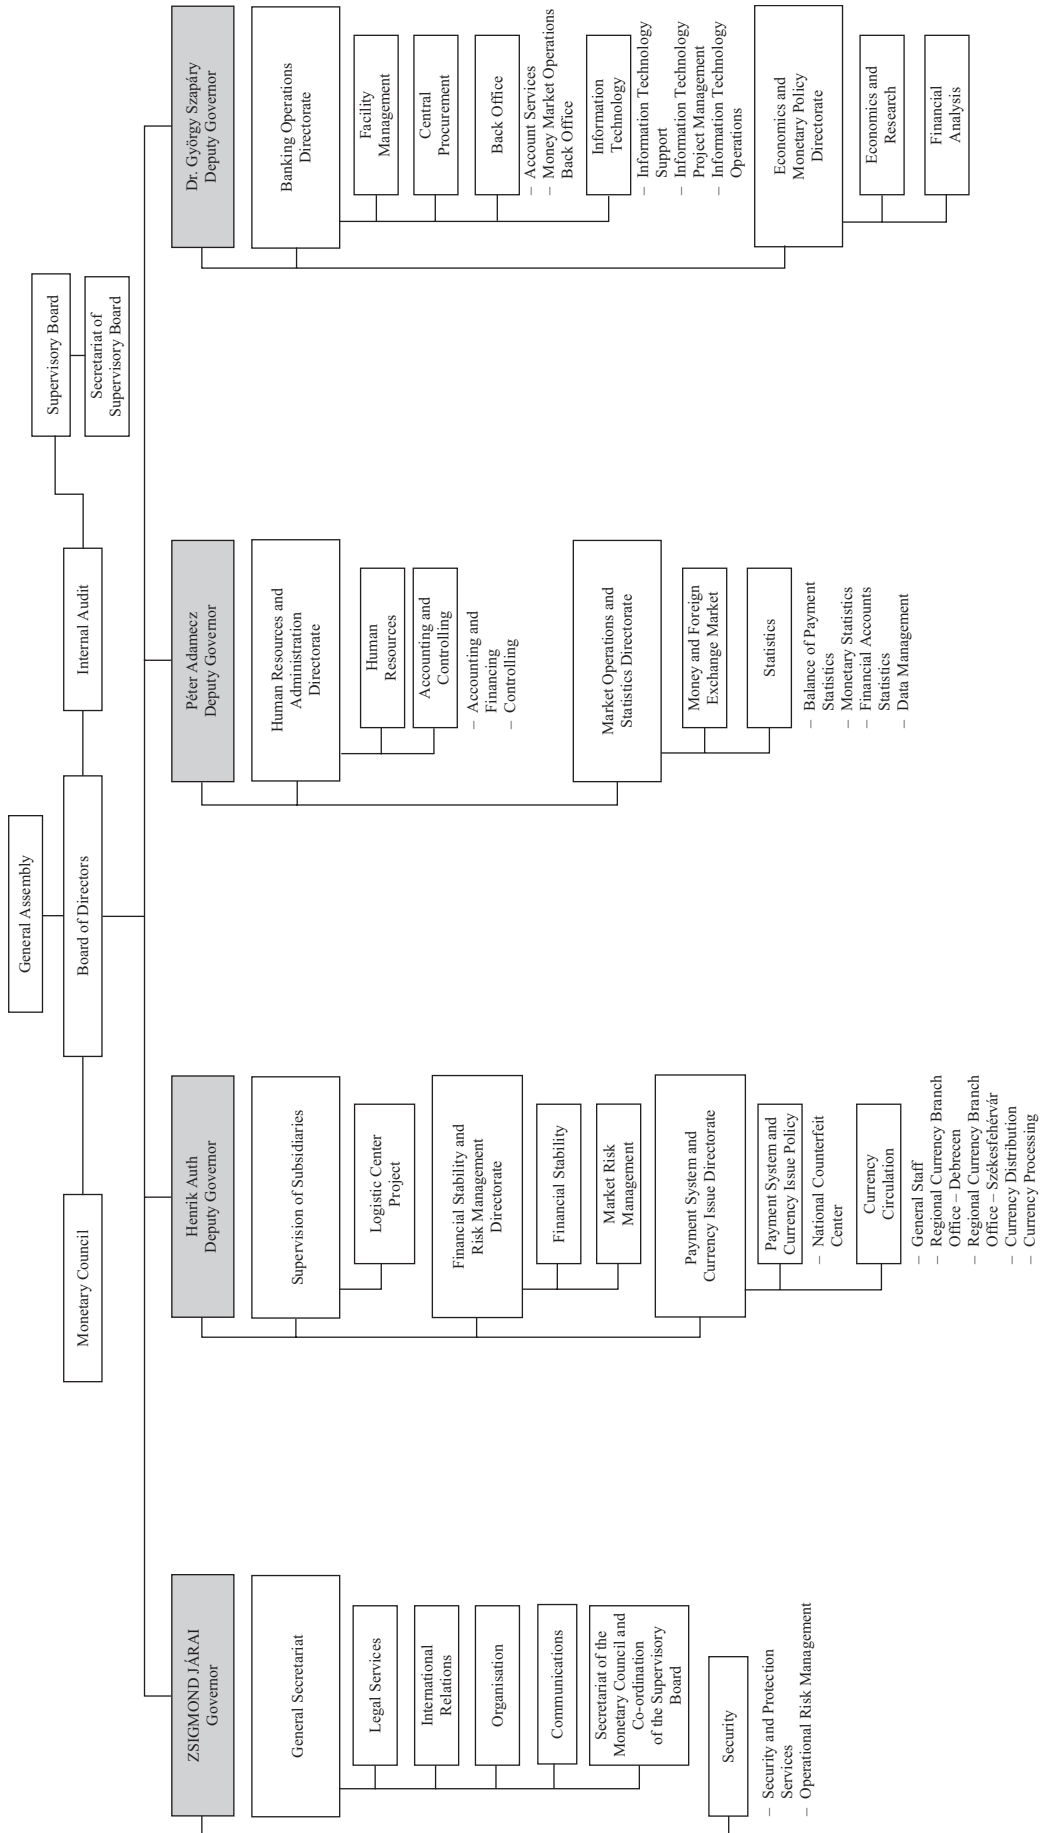 General Assembly
Monetary Council
Board of Directors
Internal Audit
Supervisory Board
Secretariat of
Supervisory Board
ZSIGMOND JÁRAI
Governor
General Secretariat
Legal Services
International
Relations
Organisation
Communications
Secretariat of the
Monetary Council and
Co–ordination
of the Supervisory
Board
Security
– Security and Protection
Services
– Operational Risk Management
Henrik Auth
Deputy Governor
Supervision of Subsidiaries
Logistic Center
Project
Financial Stability and
Risk Management
Directorate
Financial Stability
Market Risk
Management
Payment System and
Currency Issue Directorate
Payment System and
Currency Issue Policy
– National Counterfeit
Center
Currency
Circulation
– General Staff
– Regional Currency Branch
Office – Debrecen
– Regional Currency Branch
Office – Székesfehérvár
– Currency Distribution
– Currency Processing
Péter Adamecz
Deputy Governor
Human Resources and
Administration
Directorate
Human
Resources
Accounting and
Controlling
– Accounting and
Financing
– Controlling
Market Operations and
Statistics Directorate
Money and Foreign
Exchange Market
Statistics
– Balance of Payment
Statistics
– Monetary Statistics
– Financial Accounts
Statistics
– Data Management
Dr. György Szapáry
Deputy Governor
Banking Operations
Directorate
Facility
Management
Central
Procurement
Back Office
– Account Services
– Money Market Operations
Back Office
Information
Technology
– Information Technology
Support
– Information Technology
Project Management
– Information Technology
Operations
Economics and
Monetary Policy
Directorate
Economics and
Research
Financial
Analysis